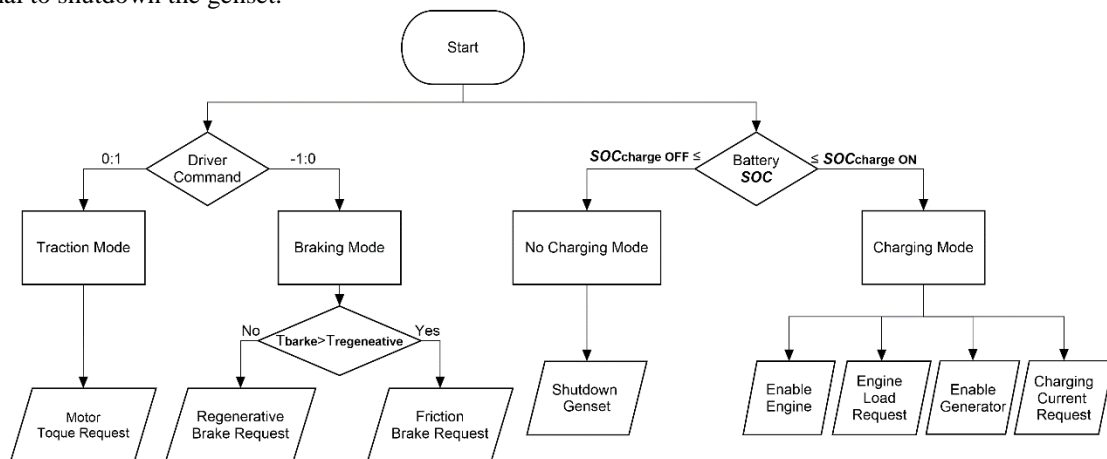 nal to shutdown the genset.
Start
0:1
Driver
Command
-1:0
SOCcharge OFF ≤
Battery
SOC
≤ SOCcharge ON
Traction Mode
Braking Mode
No Charging Mode
Charging Mode
No
Tbarke>Tregeneative
Yes
Motor
Toque Request
Regenerative
Brake Request
Friction
Brake Request
Shutdown
Genset
Enable
Engine
Engine
Load
Request
Enable
Generator
Charging
Current
Request